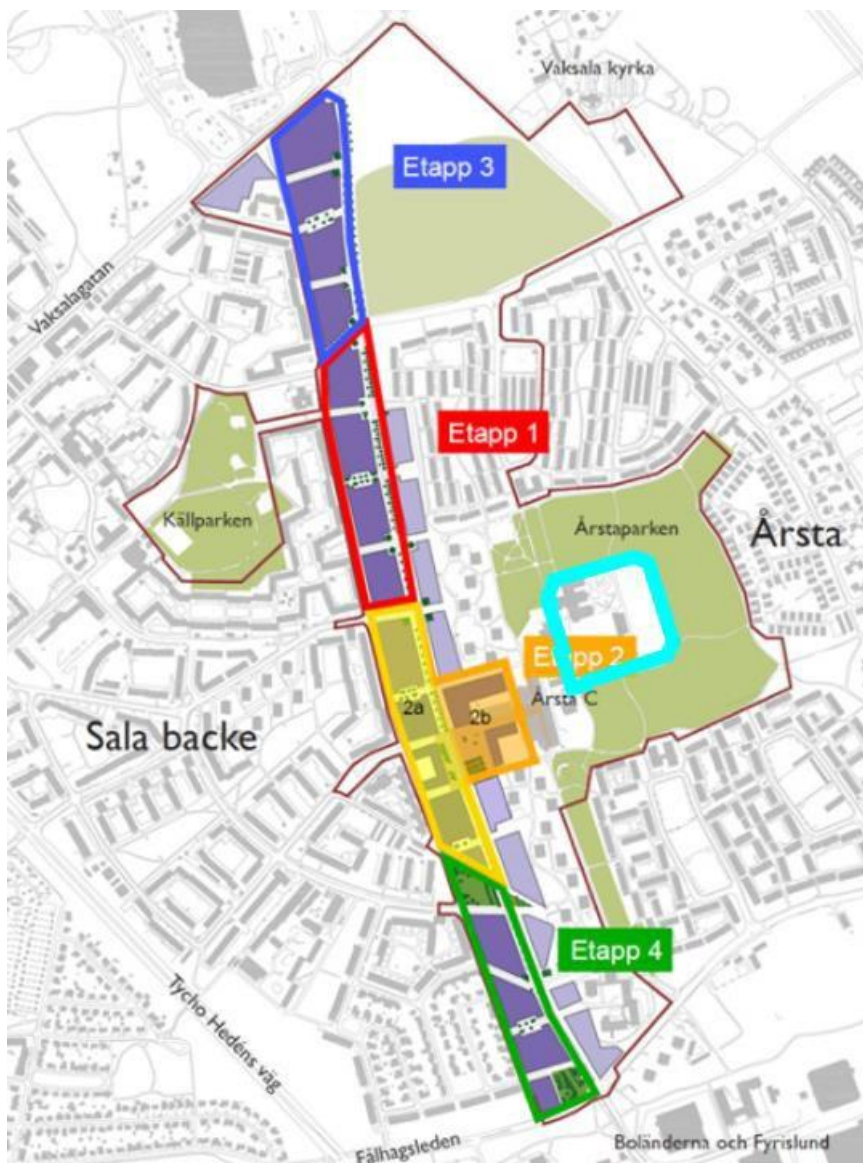 Vaksala kyrka
Etapp 3
Vaksalagatan
Etapp 1
Källparken
Årstaparken
Årsta
Etapp 2
2a
2b
Årsta C
Sala backe
Etapp 4
Tycho Hedéns väg
Fålhagsleden
Boländerna och Fyrislund